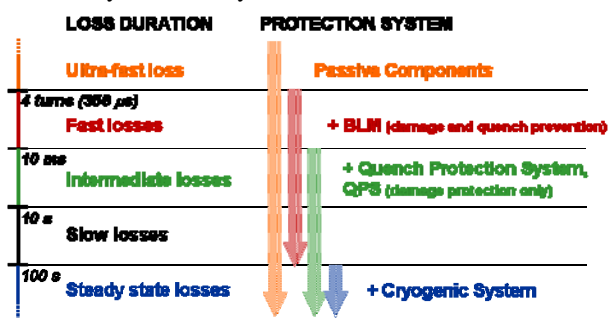 LOSS DURATION PROTECTION SYSTEM
Ultra-fast loss Passive Components
4 turns (356 μs)
Fast losses + BLM (damage and quench prevention)
10 ms
Intermediate losses + Quench Protection System,
QPS (damage protection only)
10 s
Slow losses
100 s
Steady state losses + Cryogenic System